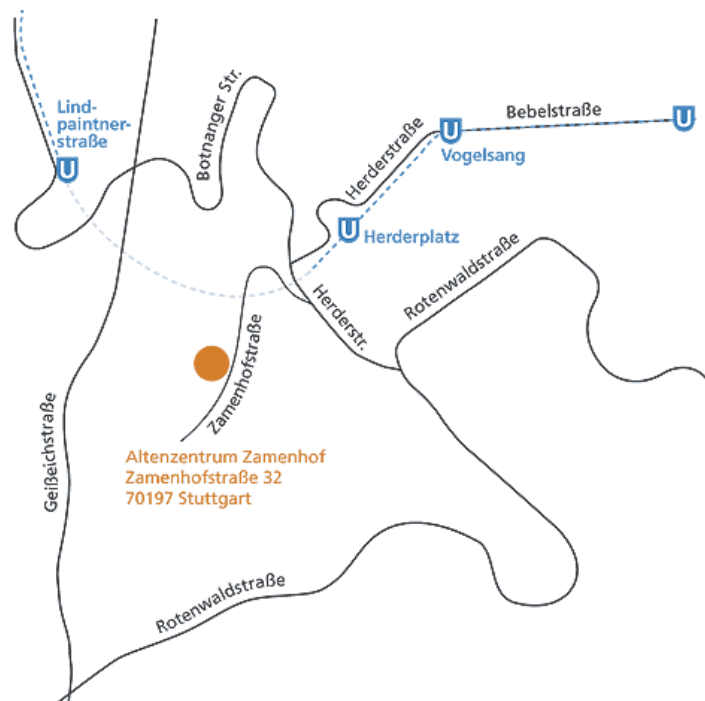 Botnanger Str.
Lind-
paintner-
straße
U
Herderstraße
Bebelstraße
U
U
Vogelsang
U
Herderplatz
Rotenwaldstraße
Herderstr.
Zamenhofstraße
Geißeichstraße
Altenzentrum Zamenhof
Zamenhofstraße 32
70197 Stuttgart
Rotenwaldstraße